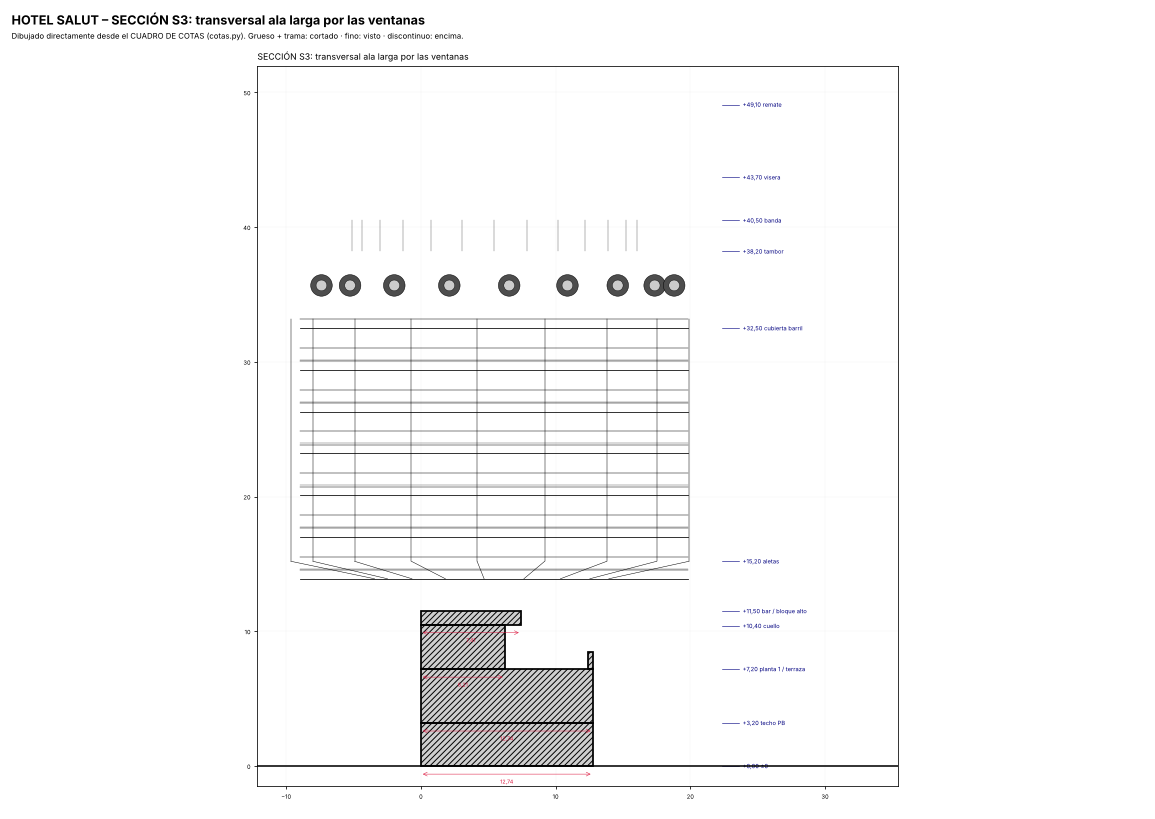 HOTEL SALUT – SECCIÓN S3: transversal ala larga por las ventanas
Dibujado directamente desde el CUADRO DE COTAS (cotas.py). Grueso + trama: cortado · fino: visto · discontinuo: encima.
SECCIÓN S3: transversal ala larga por las ventanas
50
+49,10 remate
+43,70 visera
+40,50 banda
40
+38,20 tambor
+32,50 cubierta barril
30
20
+15,20 aletas
+11,50 bar / bloque alto
+10,40 cuello
10
+7,20 planta 1 / terraza
+3,20 techo PB
0
12,74
−10
0
10
20
30